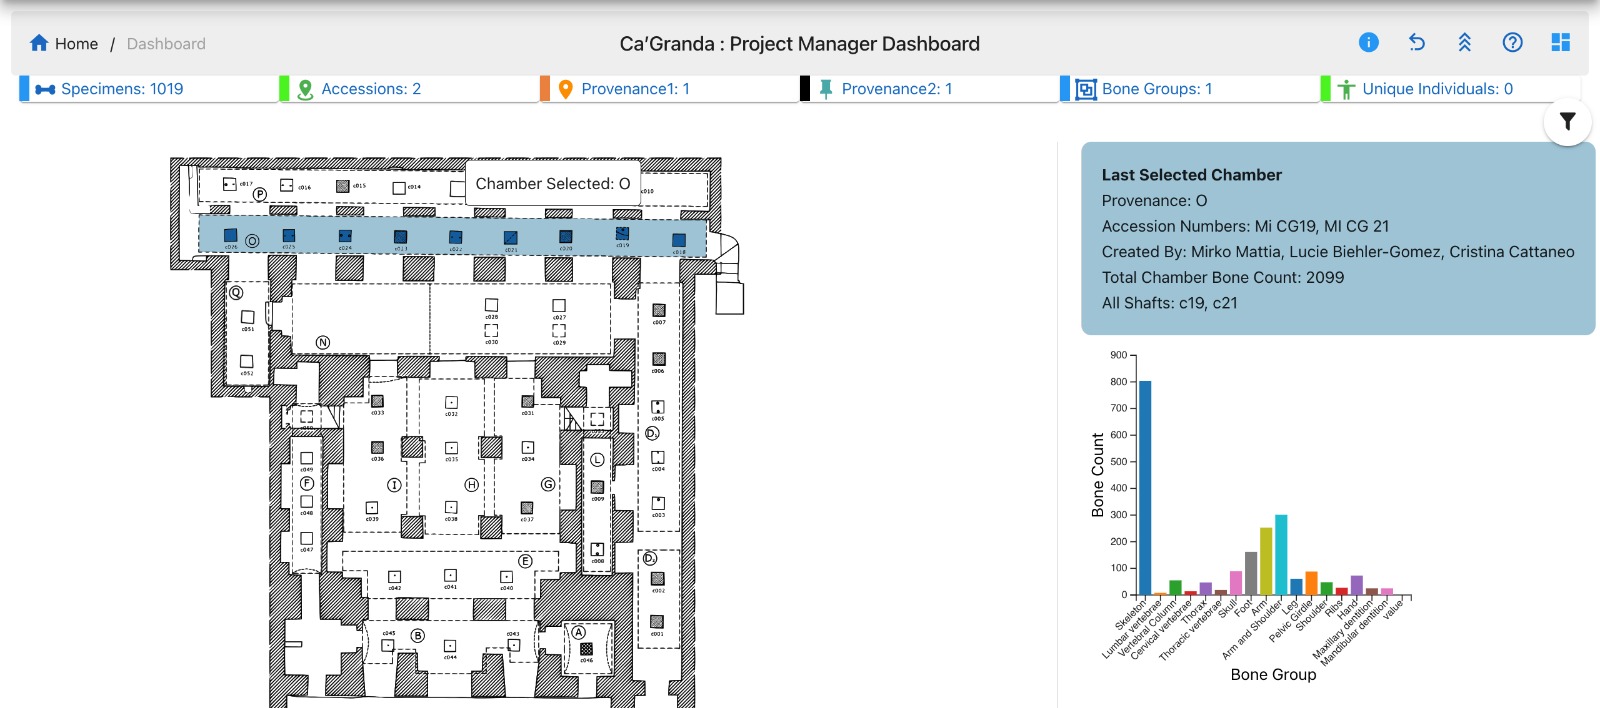 Home / Dashboard
Ca'Granda : Project Manager Dashboard
Specimens: 1019
Accessions: 2
Provenance1: 1
Provenance2: 1
Bone Groups: 1
Unique Individuals: 0
Chamber Selected: O
c017
c016
c015
c014
c010
P
O
c026
c025
c024
c023
c022
c021
c020
c019
c018
Q
c051
c052
N
c028
c027
c030
c029
c007
c006
c005
D
c004
c003
c033
c032
c031
c036
c035
c034
I
H
G
c039
c038
c037
c049
F
c048
c047
L
c009
c008
E
c042
c041
c040
D
c002
c001
c045
B
c044
c043
A
c046
Last Selected Chamber
Provenance: O
Accession Numbers: Mi CG19, MI CG 21
Created By: Mirko Mattia, Lucie Biehler-Gomez, Cristina Cattaneo
Total Chamber Bone Count: 2099
All Shafts: c19, c21
900
800
700
600
500
400
300
200
100
0
Bone Count
Skeleton
Lumbar vertebrae
Vertebral Column
Cervical vertebrae
Thorax
Thoracic vertebrae
Skull
Foot
Arm
Arm and Shoulder
Leg
Pelvic Girdle
Shoulder
Ribs
Hand
Maxillary dentition
Mandibular dentition
value
Bone Group